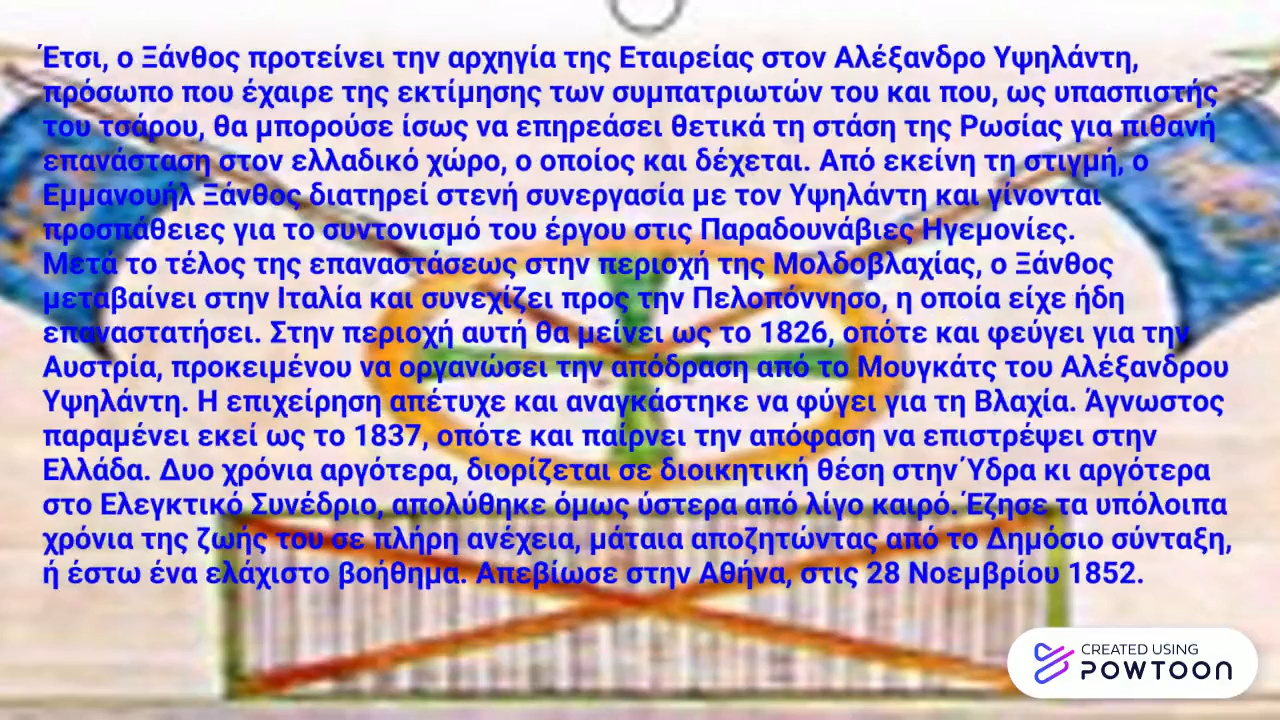 Έτσι, ο Ξάνθος προτείνει την αρχηγία της Εταιρείας στον Αλέξανδρο Υψηλάντη,
πρόσωπο που έχαιρε της εκτίμησης των συμπατριωτών του και που, ως υπασπιστής
του τσάρου, θα μπορούσε ίσως να επηρεάσει θετικά τη στάση της Ρωσίας για πιθανή
επανάσταση στον ελλαδικό χώρο, ο οποίος και δέχεται. Από εκείνη τη στιγμή, ο
Εμμανουήλ Ξάνθος διατηρεί στενή συνεργασία με τον Υψηλάντη και γίνονται
προσπάθειες για το συντονισμό του έργου στις Παραδουνάβιες Ηγεμονίες.
Μετά το τέλος της επαναστάσεως στην περιοχή της Μολδοβλαχίας, ο Ξάνθος
μεταβαίνει στην Ιταλία και συνεχίζει προς την Πελοπόννησο, η οποία είχε ήδη
επαναστατήσει. Στην περιοχή αυτή θα μείνει ως το 1826, οπότε και φεύγει για την
Αυστρία, προκειμένου να οργανώσει την απόδραση από το Μουγκάτς του Αλέξανδρου
Υψηλάντη. Η επιχείρηση απέτυχε και αναγκάστηκε να φύγει για τη Βλαχία. Άγνωστος
παραμένει εκεί ως το 1837, οπότε και παίρνει την απόφαση να επιστρέψει στην
Ελλάδα. Δυο χρόνια αργότερα, διορίζεται σε διοικητική θέση στην Ύδρα κι αργότερα
στο Ελεγκτικό Συνέδριο, απολύθηκε όμως ύστερα από λίγο καιρό. Έζησε τα υπόλοιπα
χρόνια της ζωής του σε πλήρη ανέχεια, μάταια αποζητώντας από το Δημόσιο σύνταξη,
ή έστω ένα ελάχιστο βοήθημα. Απεβίωσε στην Αθήνα, στις 28 Νοεμβρίου 1852.
CREATED USING
POWTOON